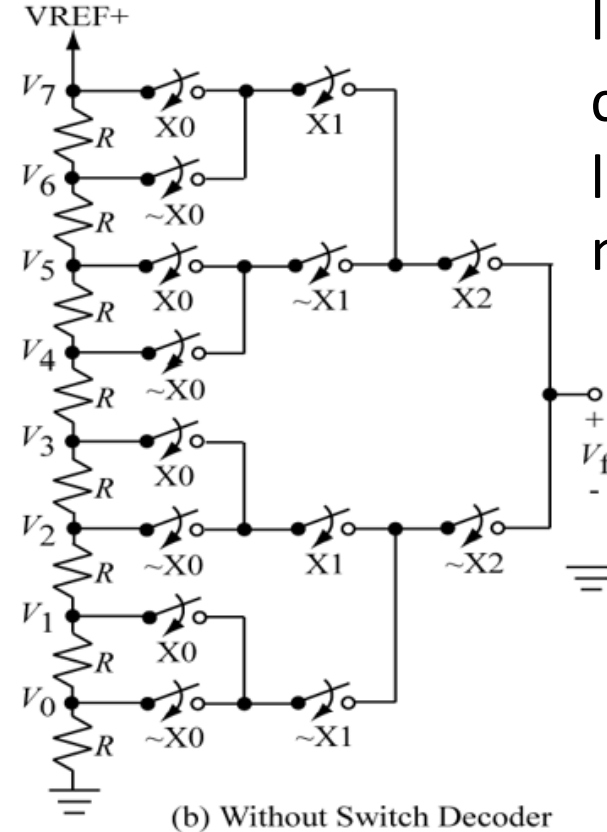 VREF+
V7 X0 X1
R
V6 ~X0
R
V5 X0 ~X1 X2
R
V4 ~X0
R
V3 X0
R
V2 ~X0 X1 ~X2
R
V1 X0
R
V0 ~X0 ~X1
R
+
-
(b) Without Switch Decoder